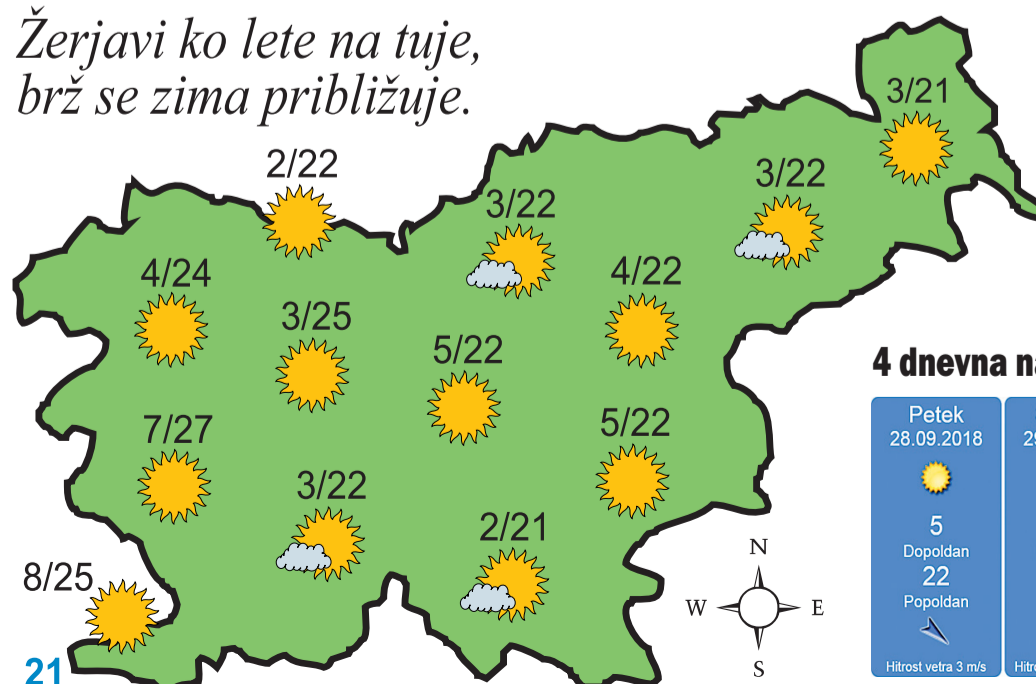 Žerjavi ko lete na tuje,
brž se zima približuje.
3/21
2/22
3/22
3/22
4/24
4/22
3/25
5/22
7/27
5/22
3/22
2/21
8/25
21
N
W E
S
4 dnevna
Petek
28.09.2018
5
Dopoldan
22
Popoldan
Hitrost vetra 3 m/s